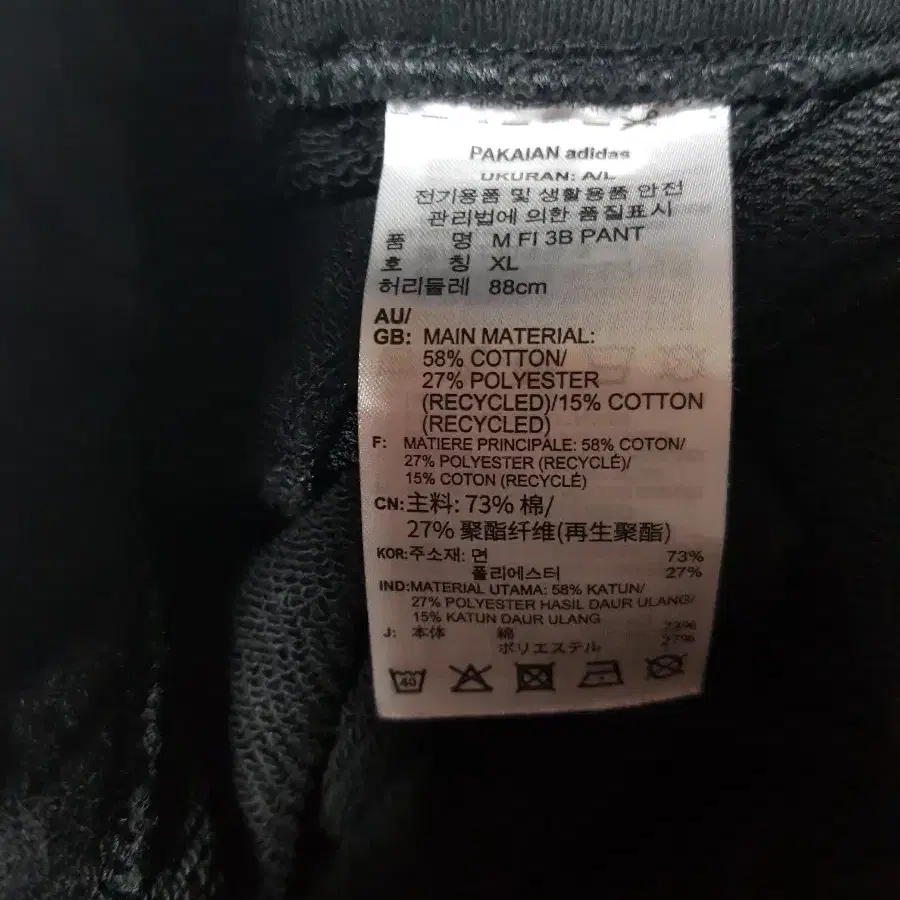 PAKAIAN adidas
UKURAN: A/L
전기용품 및 생활용품 안전
관리법에 의한 품질표시
품 명 M FI 3B PANT
호 칭 XL
허리둘레 88cm
AU/
GB: MAIN MATERIAL:
58% COTTON/
27% POLYESTER
(RECYCLED)/15% COTTON
(RECYCLED)
F: MATIERE PRINCIPALE: 58% COTON/
27% POLYESTER (RECYCLÉ)/
15% COTON (RECYCLÉ)
CN:主料: 73% 棉/
27% 聚酯纤维(再生聚酯)
KOR:주소재: 면 73%
폴리에스터 27%
IND:MATERIAL UTAMA: 58% KATUN/
27% POLYESTER HASIL DAUR ULANG/
15% KATUN DAUR ULANG
J: 本体 綿 73%
ポリエステル 27%
40